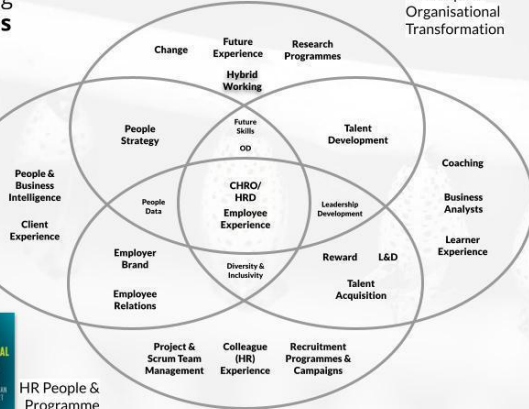 g
s
Organisational
Transformation
Change
Future
Experience
Research
Programmes
Hybrid
Working
Future
Skills
OD
People
Strategy
Talent
Development
Coaching
People &
Business
Intelligence
CHRO/
HRD
Employee
Experience
People
Data
Leadership
Development
Business
Analysts
Client
Experience
Learner
Experience
Employer
Brand
Diversity &
Inclusivity
Reward
L&D
Talent
Acquisition
Employee
Relations
Project &
Scrum Team
Management
Colleague
(HR)
Experience
Recruitment
Programmes &
Campaigns
AL
HR People &
Programme